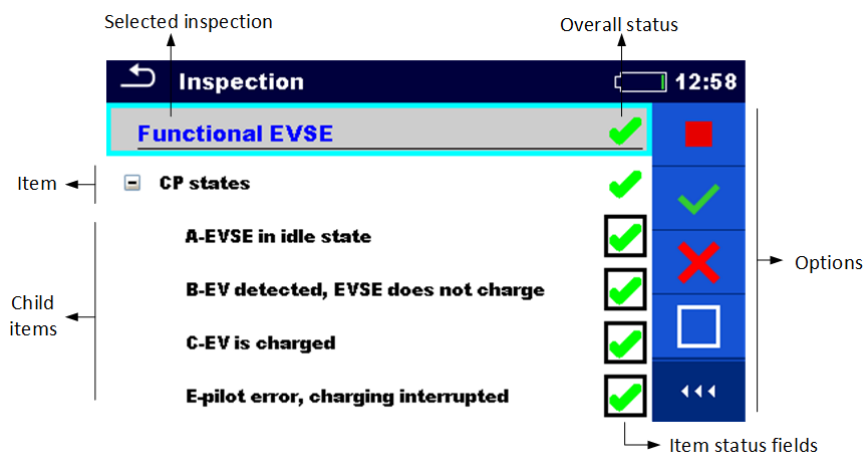 Selected inspection
Overall status
Inspection
12:58
Functional EVSE
Item
CP states
A-EVSE in idle state
Options
B-EV detected, EVSE does not charge
Child
items
C-EV is charged
E-pilot error, charging interrupted
Item status fields